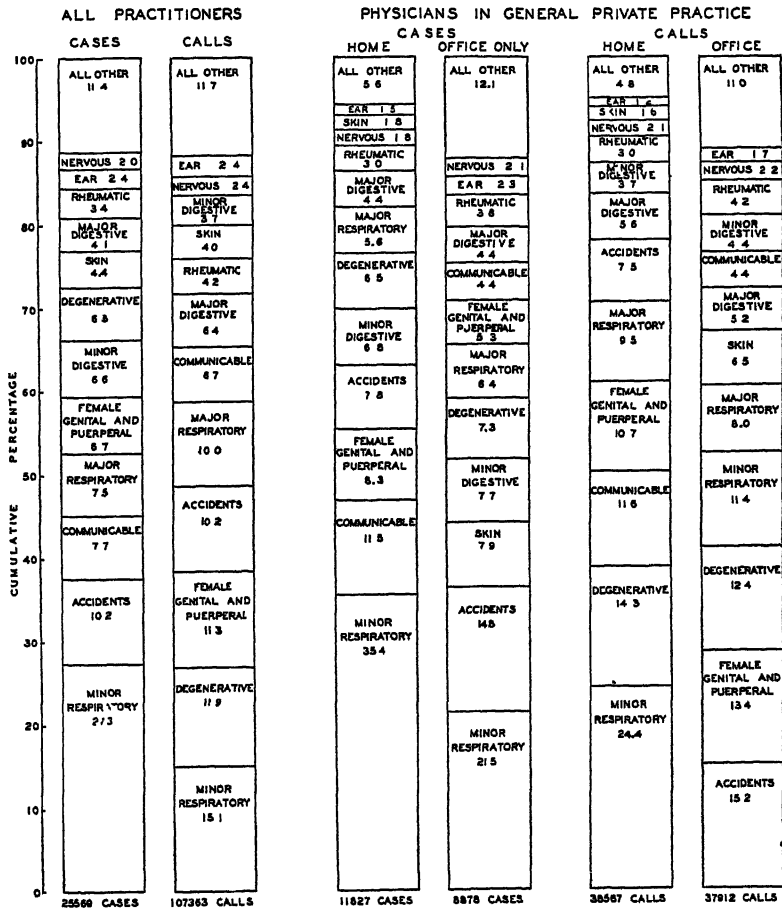 ALL PRACTITIONERS
CASES
CALLS
PHYSICIANS IN GENERAL PRIVATE PRACTICE
CASES
CALLS
HOME
OFFICE ONLY
HOME
OFFICE
CUMULATIVE PERCENTAGE
100
90
80
70
60
50
40
30
20
10
0
ALL OTHER
11 4
NERVOUS 2 0
EAR 2 4
RHEUMATIC
3 4
MAJOR
DIGESTIVE
4 1
SKIN
4.4
DEGENERATIVE
MINOR
DIGESTIVE
6 6
FEMALE
GENITAL AND
PUERPERAL
6 7
MAJOR
RESPIRATORY
7 5
COMMUNICABLE
7 7
ACCIDENTS
10 2
MINOR
RESPIRATORY
25569 CASES
ALL OTHER
11 7
EAR 2 4
NERVOUS 2 4
MINOR
DIGESTIVE
3 7
SKIN
4 0
RHEUMATIC
4 2
MAJOR
DIGESTIVE
6 4
COMMUNICABLE
6 7
MAJOR
RESPIRATORY
10 0
ACCIDENTS
10 2
FEMALE
GENITAL AND
PUERPERAL
11 3
DEGENERATIVE
11 9
MINOR
RESPIRATORY
15 1
107363 CALLS
ALL OTHER
5 6
EAR 1 5
SKIN 1 8
NERVOUS 1 8
RHEUMATIC
3 0
MAJOR
DIGESTIVE
4 4
MAJOR
RESPIRATORY
5.6
DEGENERATIVE
6 5
MINOR
DIGESTIVE
6 8
ACCIDENTS
7 8
FEMALE
GENITAL AND
PUERPERAL
8.3
COMMUNICABLE
11 5
MINOR
RESPIRATORY
35 4
11827 CASES
ALL OTHER
12.1
NERVOUS 2 1
EAR 2 3
RHEUMATIC
3 8
MAJOR
DIGESTIVE
4 4
COMMUNICABLE
4 4
FEMALE
GENITAL AND
PUERPERAL
5 3
MAJOR
RESPIRATORY
6 4
DEGENERATIVE
7.3
MINOR
DIGESTIVE
7 7
SKIN
7 9
ACCIDENTS
14 8
MINOR
RESPIRATORY
21 5
8878 CASES
ALL OTHER
4 8
EAR
SKIN 1 6
NERVOUS 2 1
RHEUMATIC
3 0
MINOR
DIGESTIVE
3 7
MAJOR
DIGESTIVE
5 6
ACCIDENTS
7 5
MAJOR
RESPIRATORY
9 5
FEMALE
GENITAL AND
PUERPERAL
10 7
COMMUNICABLE
11 6
DEGENERATIVE
14 3
MINOR
RESPIRATORY
24.4
38567 CALLS
ALL OTHER
11 0
EAR 1 7
NERVOUS 2 2
RHEUMATIC
4 2
MINOR
DIGESTIVE
4 4
COMMUNICABLE
4 4
MAJOR
DIGESTIVE
5 2
SKIN
6 5
MAJOR
RESPIRATORY
8.0
MINOR
RESPIRATORY
11 4
DEGENERATIVE
12 4
FEMALE
GENITAL AND
PUERPERAL
13 4
ACCIDENTS
15 2
37912 CALLS